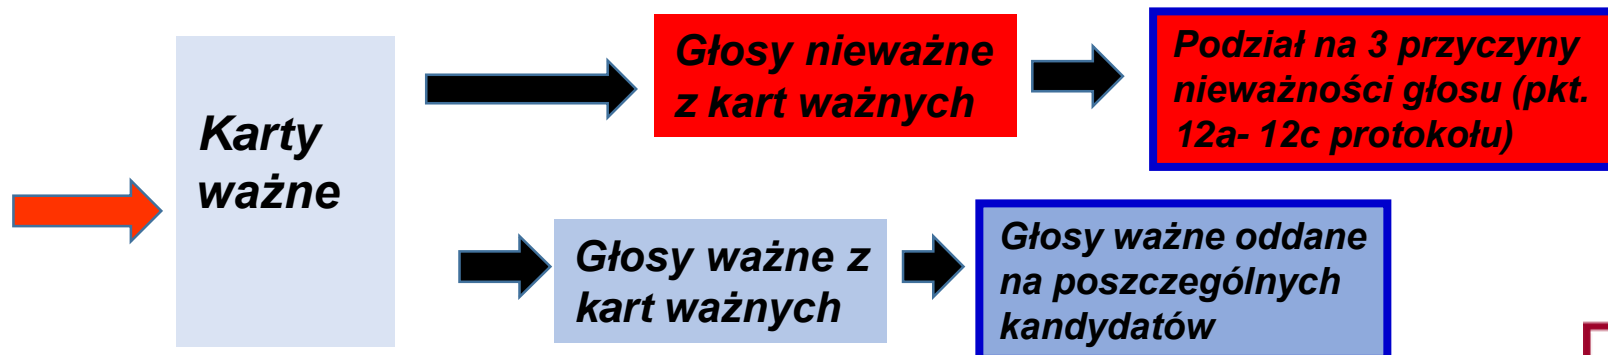 Karty
ważne
Głosy nieważne
z kart ważnych
Podział na 3 przyczyny
nieważności głosu (pkt.
12a- 12c protokołu)
Głosy ważne z
kart ważnych
Głosy ważne oddane
na poszczególnych
kandydatów